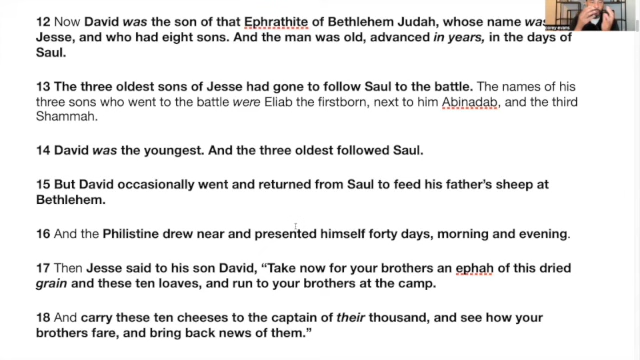 12 Now David was the son of that Ephrathite of Bethlehem Judah, whose name was
Jesse, and who had eight sons. And the man was old, advanced in years, in the days of
Saul.
13 The three oldest sons of Jesse had gone to follow Saul to the battle. The names of his
three sons who went to the battle were Eliab the firstborn, next to him Abinadab, and the third
Shammah.
14 David was the youngest. And the three oldest followed Saul.
15 But David occasionally went and returned from Saul to feed his father's sheep at
Bethlehem.
16 And the Philistine drew near and presented himself forty days, morning and evening.
17 Then Jesse said to his son David, “Take now for your brothers an ephah of this dried
grain and these ten loaves, and run to your brothers at the camp.
18 And carry these ten cheeses to the captain of their thousand, and see how your
brothers fare, and bring back news of them.”